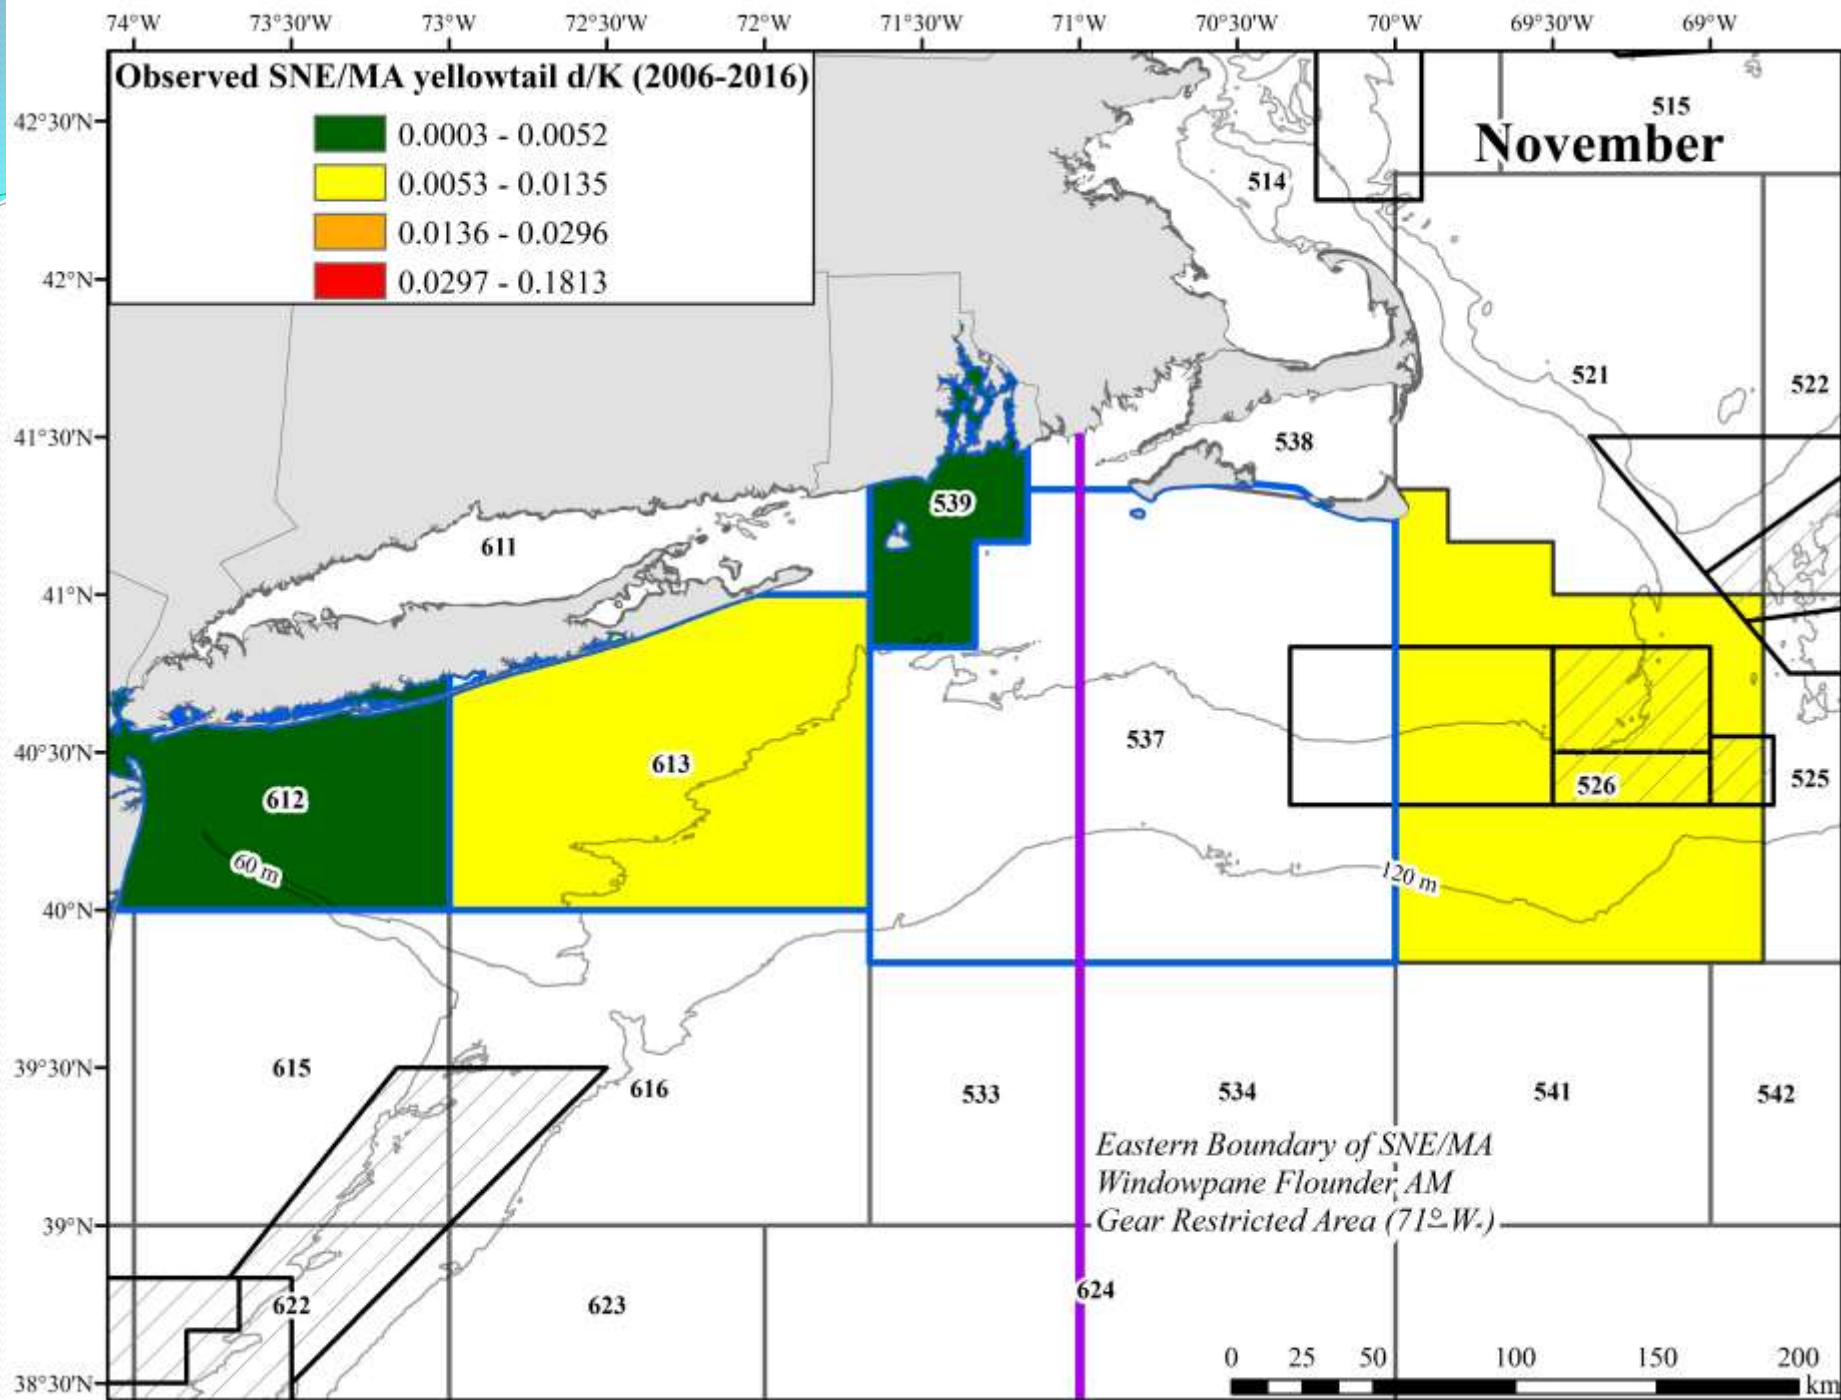 74°W 73°30'W 73°W 72°30'W 72°W 71°30'W 71°W 70°30'W 70°W 69°30'W 69°W
Observed SNE/MA yellowtail d/K (2006-2016)
0.0003 - 0.0052
0.0053 - 0.0135
0.0136 - 0.0296
0.0297 - 0.1813
November
42°30'N
42°N
41°30'N
41°N
40°30'N
40°N
39°30'N
39°N
38°30'N
515
514
521
522
538
539
611
537
613
612
526
525
60 m
120 m
615
616
533
534
541
542
Eastern Boundary of SNE/MA
Windowpane Flounder AM
Gear Restricted Area (71° W.)
622
623
624
0 25 50 100 150 200
km